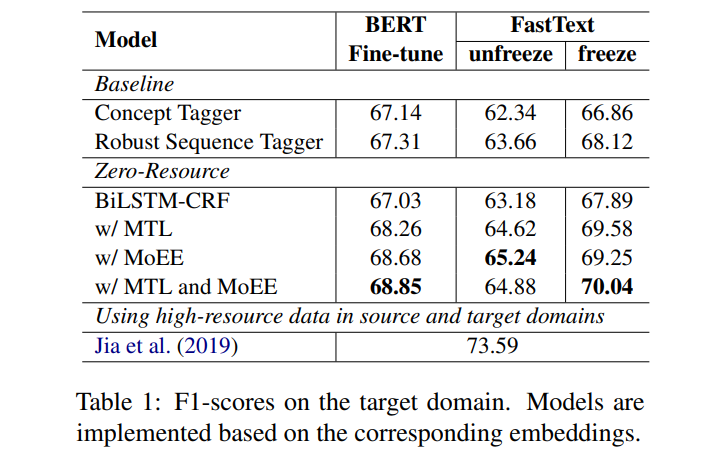 Model BERT FastText
Fine-tune unfreeze freeze
Baseline
Concept Tagger 67.14 62.34 66.86
Robust Sequence Tagger 67.31 63.66 68.12
Zero-Resource
BiLSTM-CRF 67.03 63.18 67.89
w/ MTL 68.26 64.62 69.58
w/ MoEE 68.68 65.24 69.25
w/ MTL and MoEE 68.85 64.88 70.04
Using high-resource data in source and target domains
Jia et al. (2019) 73.59
Table 1: F1-scores on the target domain. Models are
implemented based on the corresponding embeddings.